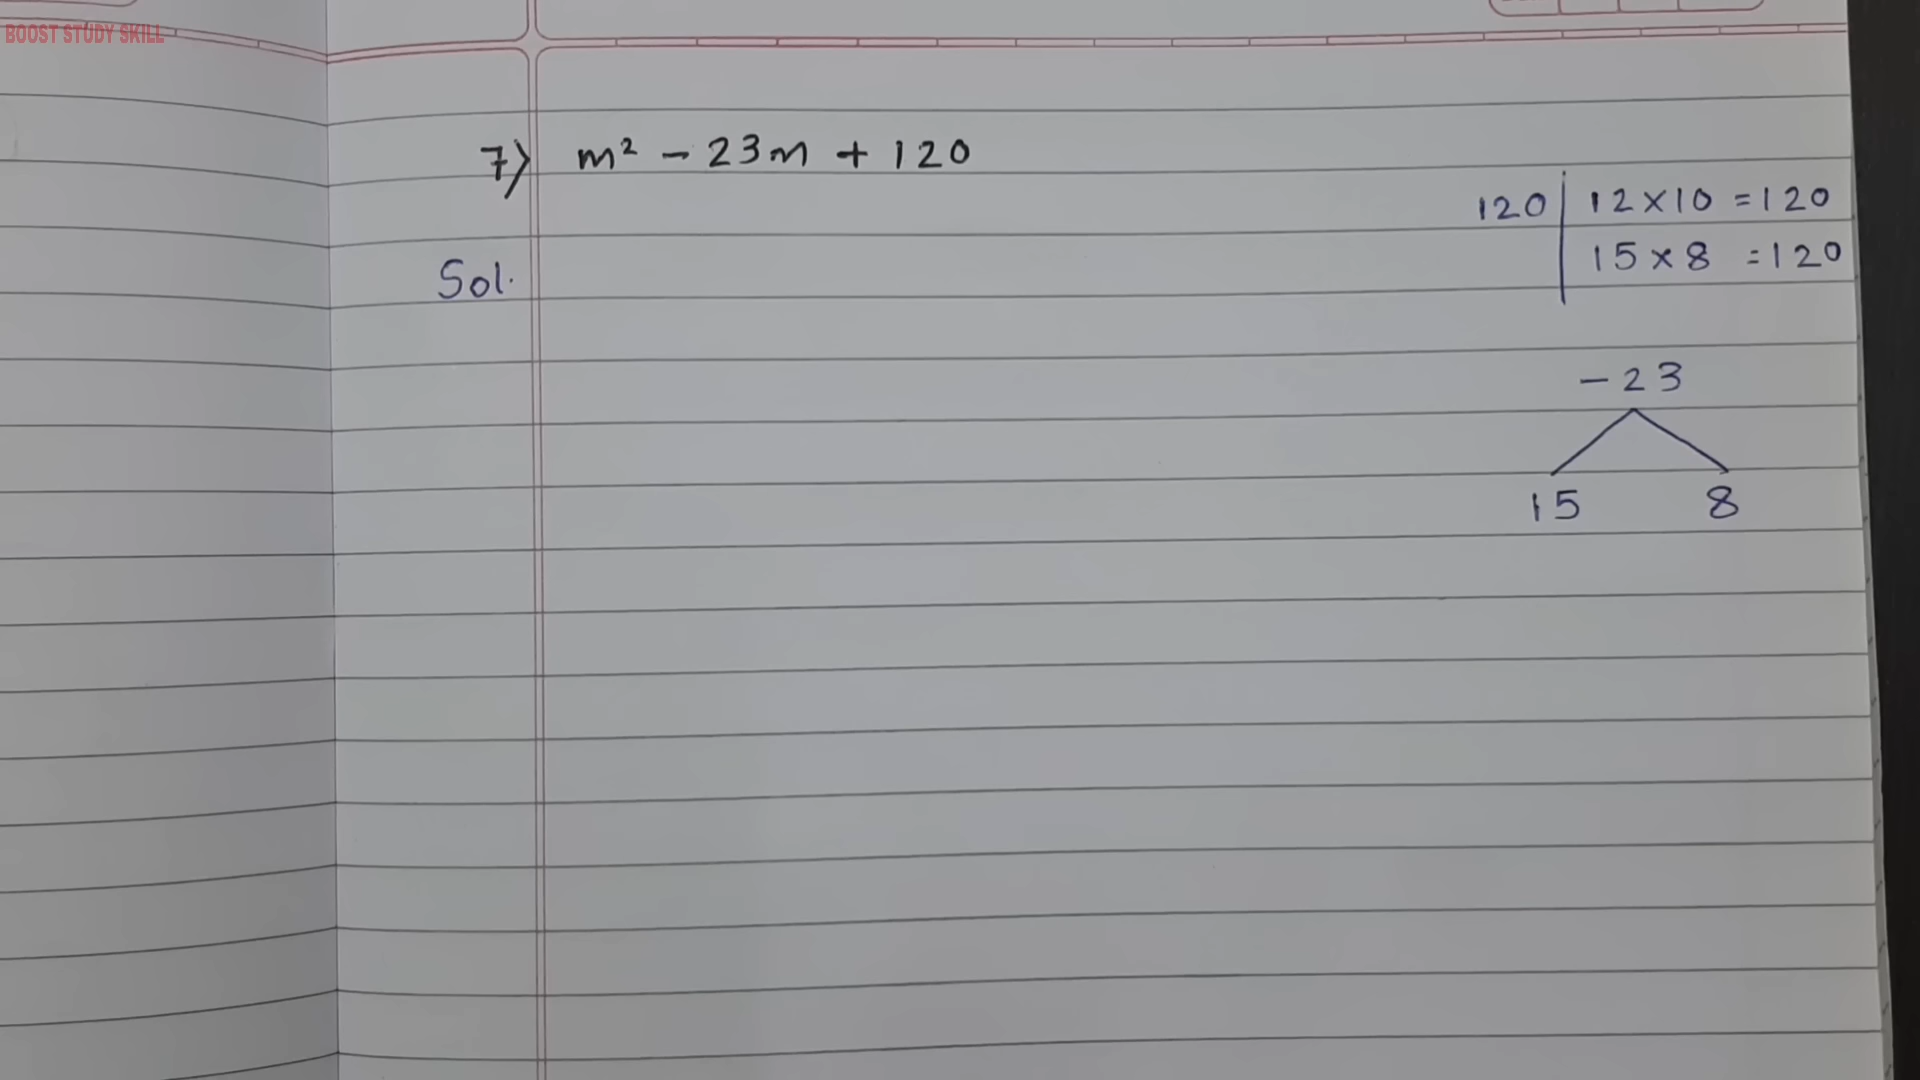 BOOST STUDY SKILL
7) m² - 23m + 120
120 | 12 × 10 = 120
15 × 8 = 120
Sol.
- 23
15 8